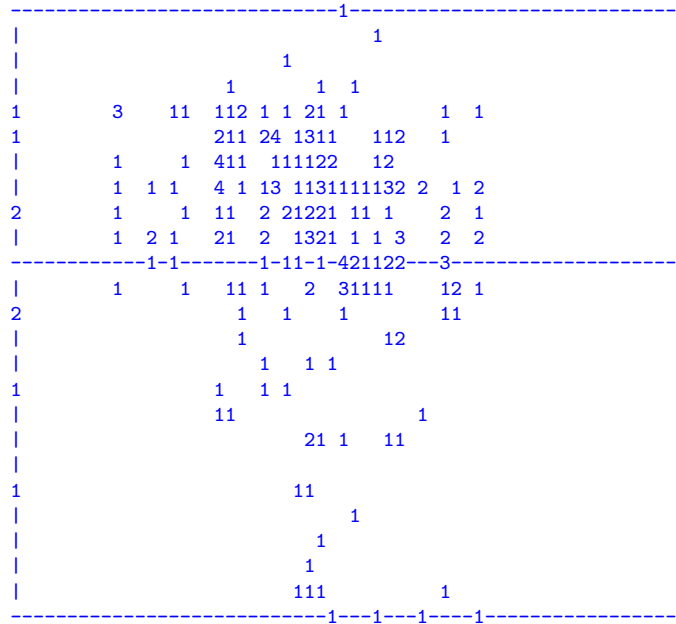 -----------------------------1-----------------------------
|                               1
|                       1
|                  1       1  1
1        3    11  112 1 1 21 1        1  1
1                 211 24 1311   112   1
|        1     1  411  111122   12
|        1  1 1   4 1 13 1131111132 2  1 2
2        1     1  11  2 21221 11 1    2  1
|        1  2 1   21  2  1321 1 1 3   2  2
------------1-1-------1-11-1-421122---3--------------------
|        1     1   11 1   2  31111    12 1
2                   1   1    1        11
|                   1            12
|                     1   1 1
1                 1   1 1
|                 11                1
|                         21 1   11
|
1                        11
|                             1
|                          1
|                         1
|                        111         1
----------------------------1---1---1----1-----------------